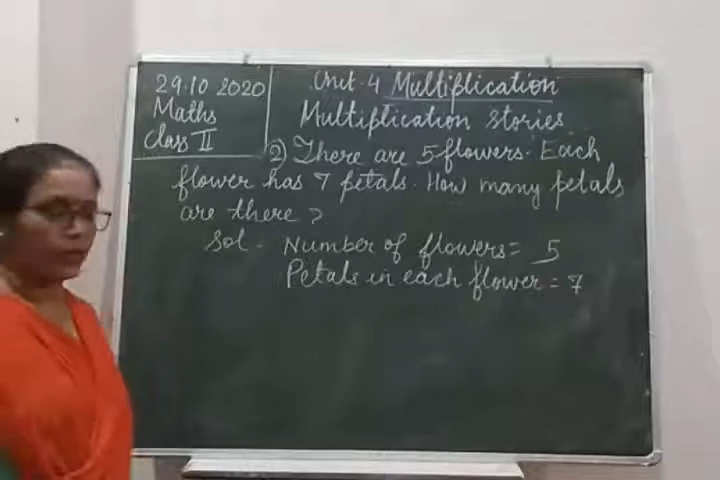 29.10 2020
Maths
Class II
Unit-4 Multiplication
Multiplication stories
2) There are 5 flowers. Each
flower has 7 petals. How many petals
are there?
Sol - Number of flowers = 5
Petals in each flower = 7